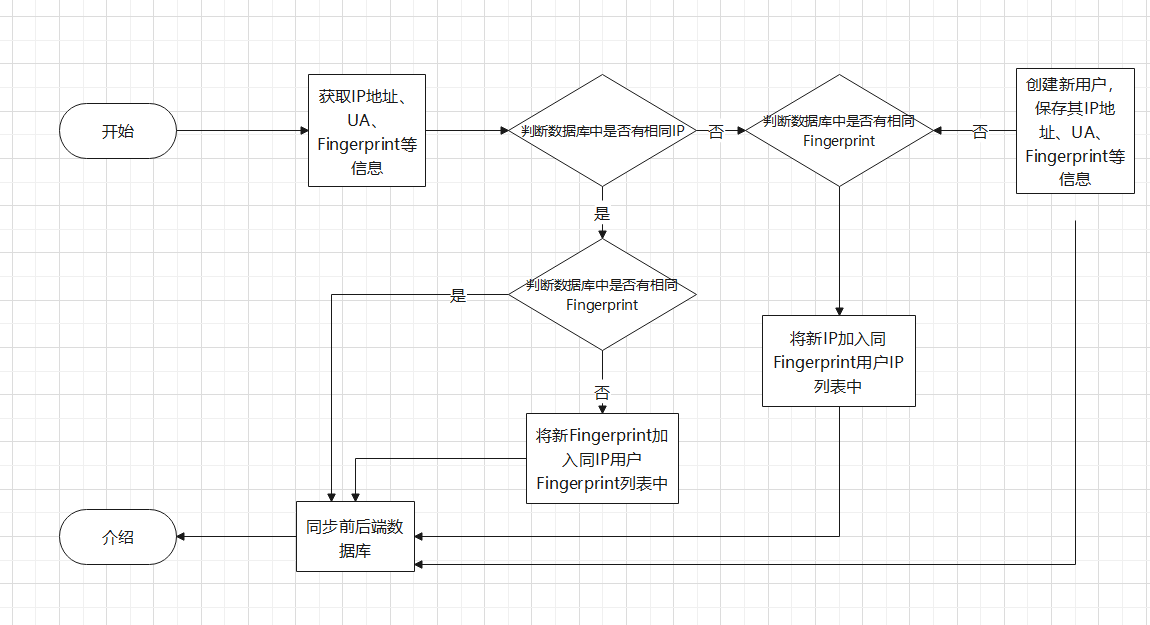 开始
获取IP地址、
UA、
Fingerprint等
信息
判断数据库中是否有相同IP
否
判断数据库中是否有相同
Fingerprint
否
创建新用户，
保存其IP地
址、UA、
Fingerprint等
信息
是
判断数据库中是否有相同
Fingerprint
是
否
将新IP加入同
Fingerprint用户IP
列表中
将新Fingerprint加
入同IP用户
Fingerprint列表中
同步前后端数
据库
介绍